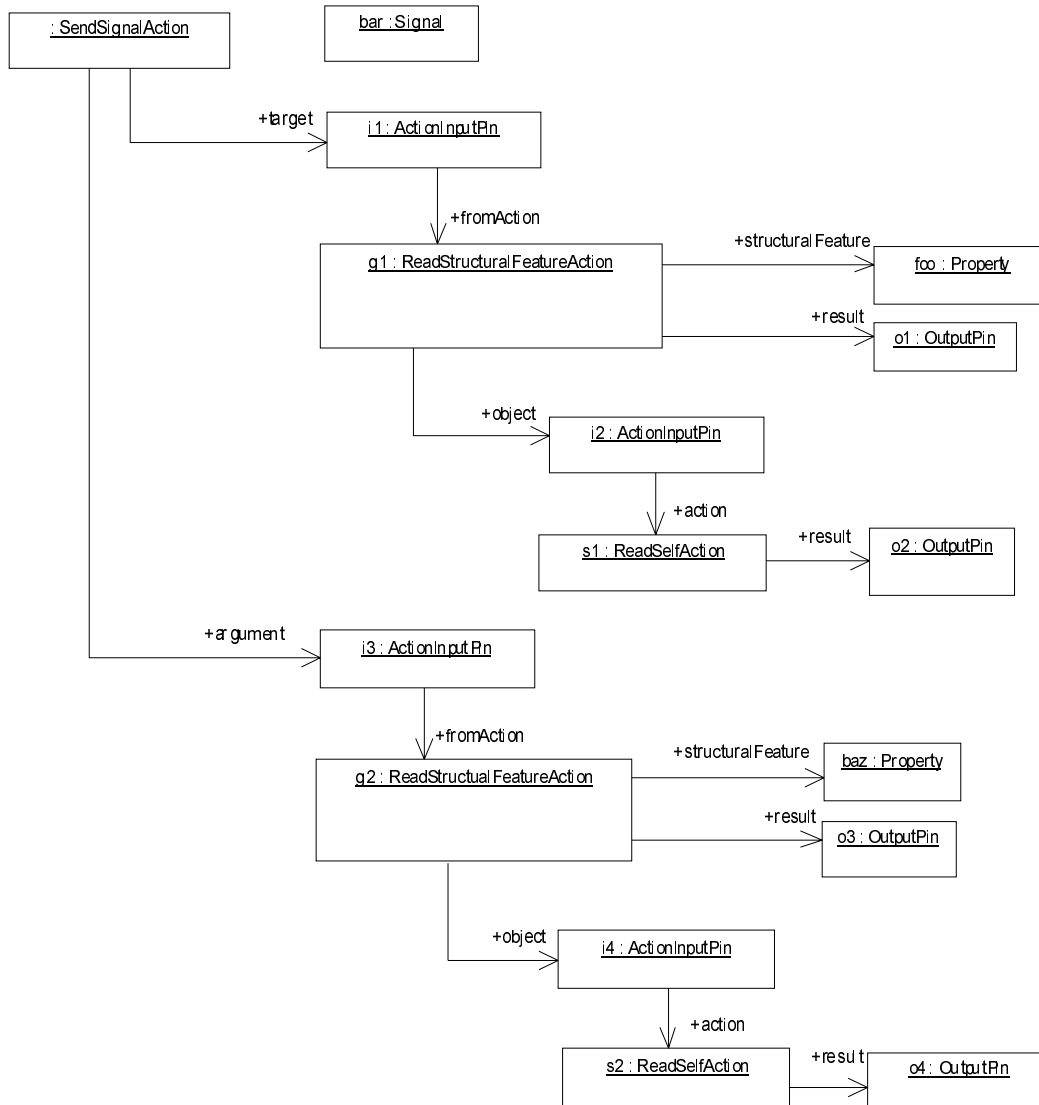 : SendSignalAction
bar : Signal
+target
i1 : ActionInputPin
+fromAction
g1 : ReadStructuralFeatureAction
+structuralFeature
foo : Property
+result
o1 : OutputPin
+object
i2 : ActionInputPin
+action
s1 : ReadSelfAction
+result
o2 : OutputPin
+argument
i3 : ActionInputPin
+fromAction
g2 : ReadStructualFeatureAction
+structuralFeature
baz : Property
+result
o3 : OutputPin
+object
i4 : ActionInputPin
+action
s2 : ReadSelfAction
+result
o4 : OutputPin